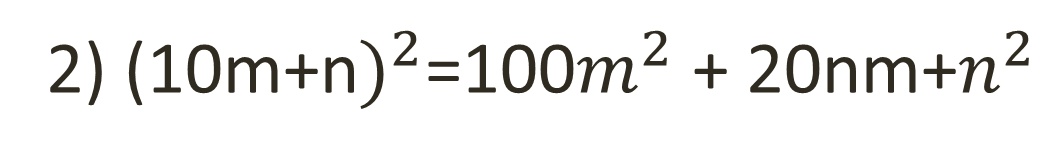 2) (10m+n)²=100m² + 20nm+n²